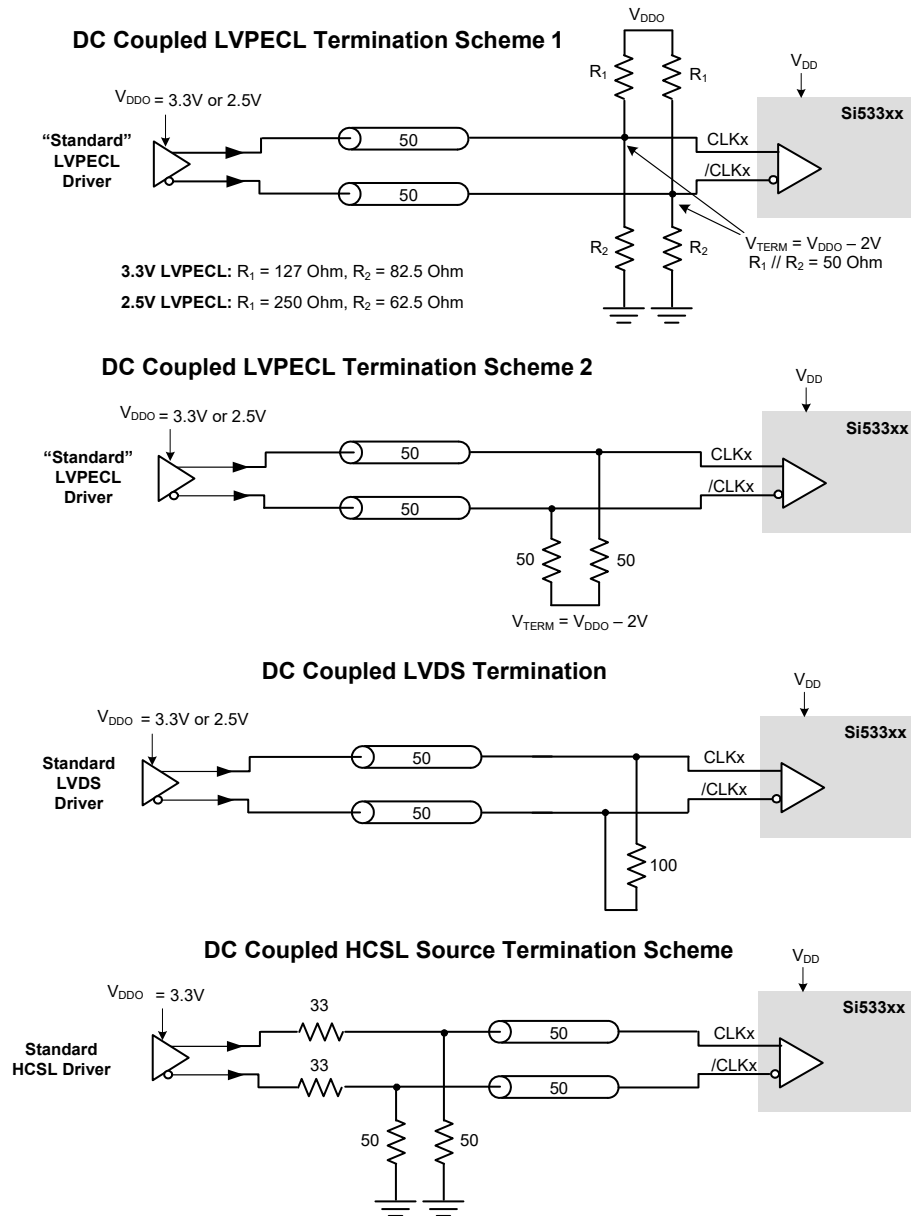 DC Coupled LVPECL Termination Scheme 1
VDDO
VDD
R1
R1
Si533xx
VDDO = 3.3V or 2.5V
"Standard"
LVPECL
Driver
50
50
CLKx
/CLKx
R2
R2
VTERM = VDDO – 2V
R1 // R2 = 50 Ohm
3.3V LVPECL: R1 = 127 Ohm, R2 = 82.5 Ohm
2.5V LVPECL: R1 = 250 Ohm, R2 = 62.5 Ohm
DC Coupled LVPECL Termination Scheme 2
VDD
VDDO = 3.3V or 2.5V
Si533xx
"Standard"
LVPECL
Driver
50
50
CLKx
/CLKx
50
50
VTERM = VDDO – 2V
DC Coupled LVDS Termination
VDD
VDDO = 3.3V or 2.5V
Si533xx
Standard
LVDS
Driver
50
50
CLKx
/CLKx
100
DC Coupled HCSL Source Termination Scheme
VDD
VDDO = 3.3V
Si533xx
33
33
Standard
HCSL Driver
50
50
CLKx
/CLKx
50
50